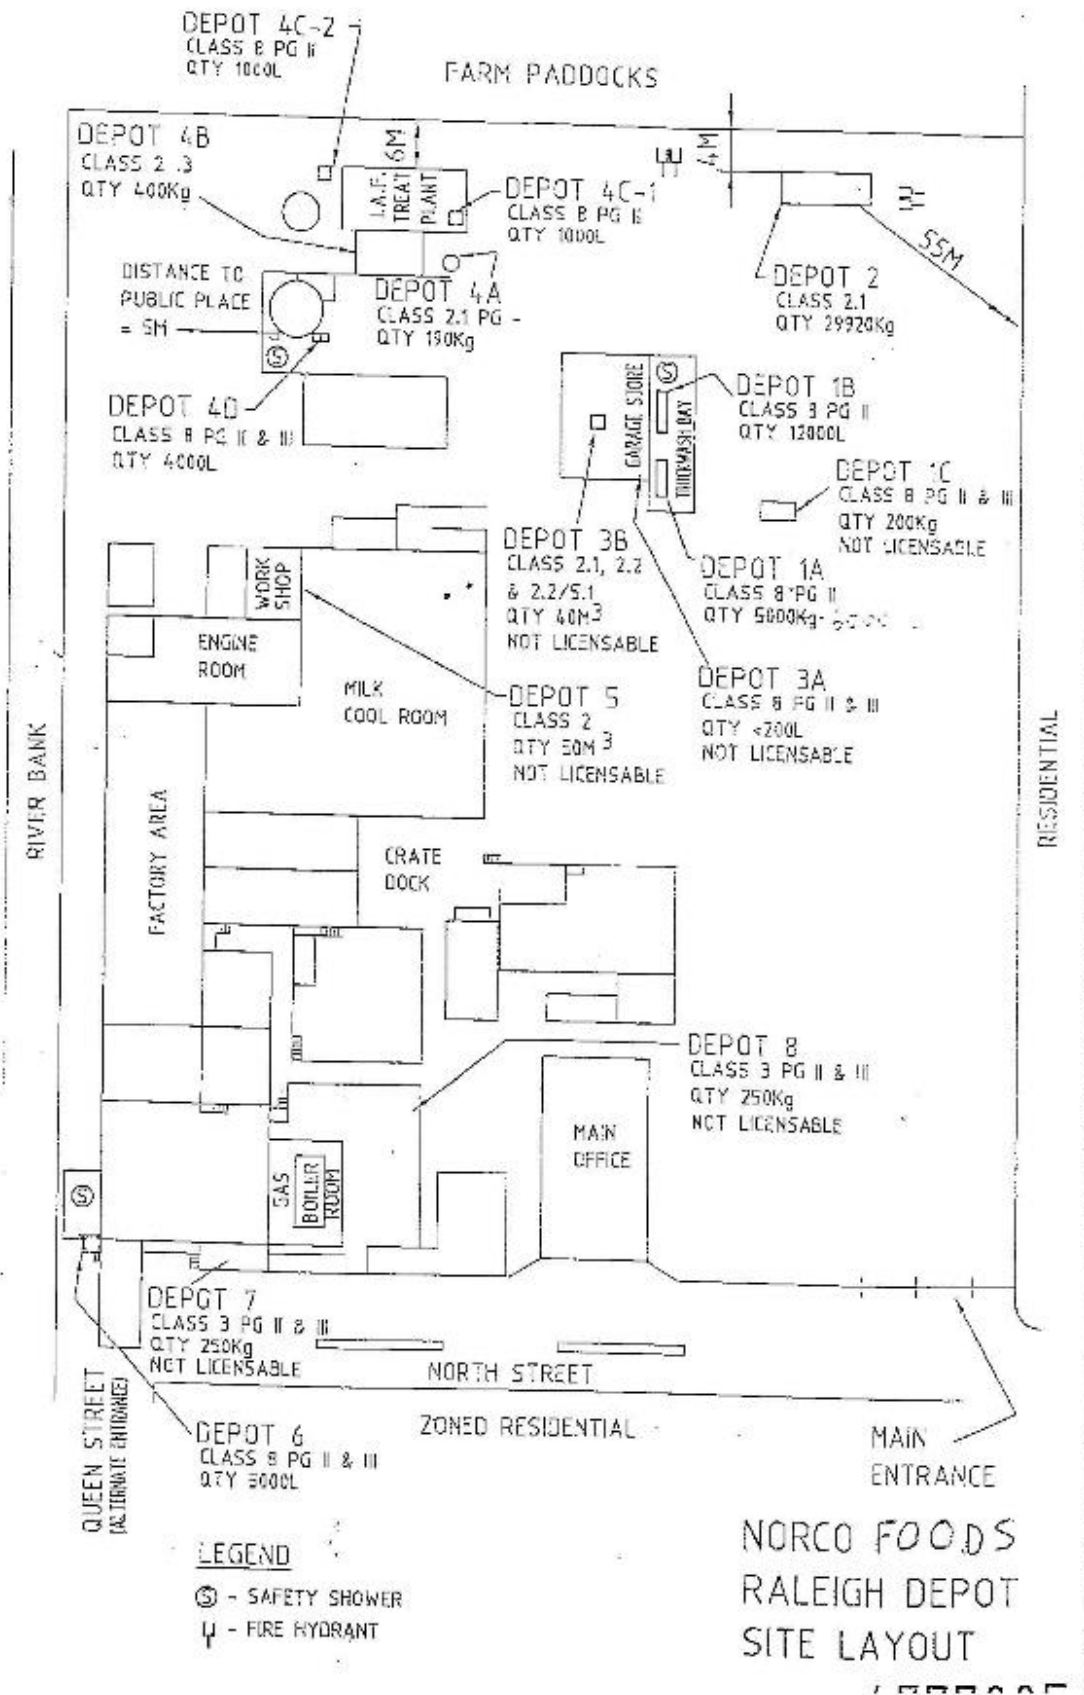 DEPOT 4C-2
CLASS 8 PG II
QTY 1000L
FARM PADDOCKS
DEPOT 4B
CLASS 2.3
QTY 400Kg
6M
4M
I.A.F.
TREAT
PLANT
DEPOT 4C-1
CLASS 8 PG II
QTY 1000L
55M
DISTANCE TO
PUBLIC PLACE
= 5M
DEPOT 4A
CLASS 2.1 PG -
QTY 190Kg
DEPOT 2
CLASS 2.1
QTY 29920Kg
S
DEPOT 4D
CLASS 8 PG II & III
QTY 4000L
GARAGE STORE
S
TRUCKWASH BAY
DEPOT 1B
CLASS 8 PG II
QTY 12000L
DEPOT 1C
CLASS 8 PG II & III
QTY 200Kg
NOT LICENSABLE
DEPOT 3B
CLASS 2.1, 2.2
& 2.2/5.1
QTY 40M3
NOT LICENSABLE
DEPOT 1A
CLASS 8 PG II
QTY 5000Kg
WORK
SHOP
ENGINE
ROOM
MILK
COOL ROOM
DEPOT 5
CLASS 2
QTY 50M3
NOT LICENSABLE
DEPOT 3A
CLASS 8 PG II & III
QTY <200L
NOT LICENSABLE
RIVER BANK
RESIDENTIAL
FACTORY AREA
CRATE
DOCK
DEPOT 8
CLASS 3 PG II & III
QTY 250Kg
NOT LICENSABLE
MAIN
OFFICE
GAS
BOILER
ROOM
S
DEPOT 7
CLASS 3 PG II & III
QTY 250Kg
NOT LICENSABLE
NORTH STREET
QUEEN STREET
(ALTERNATE ENTRANCE)
ZONED RESIDENTIAL
DEPOT 6
CLASS 8 PG II & III
QTY 5000L
MAIN
ENTRANCE
LEGEND
S - SAFETY SHOWER
- FIRE HYDRANT
NORCO FOODS
RALEIGH DEPOT
SITE LAYOUT